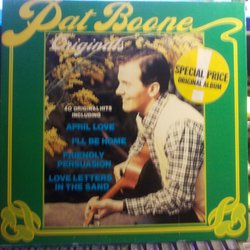 Pat Boone
Originals
SPECIAL PRICE
ORIGINAL ALBUM
20 ORIGINAL HITS
INCLUDING
APRIL LOVE
I'LL BE HOME
FRIENDLY
PERSUASION
LOVE LETTERS
IN THE SAND